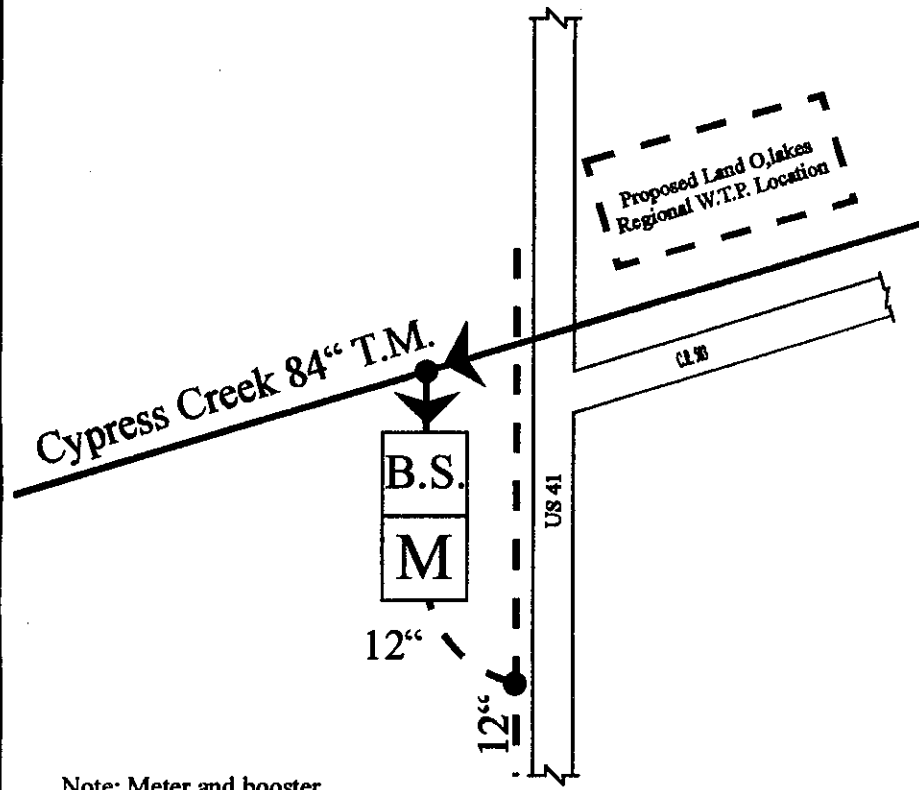 Proposed Land O,lakes
Regional W.T.P. Location
Cypress Creek 84“ T.M.
B.S.
M
US 41
12“
12“
Note: Meter and booster